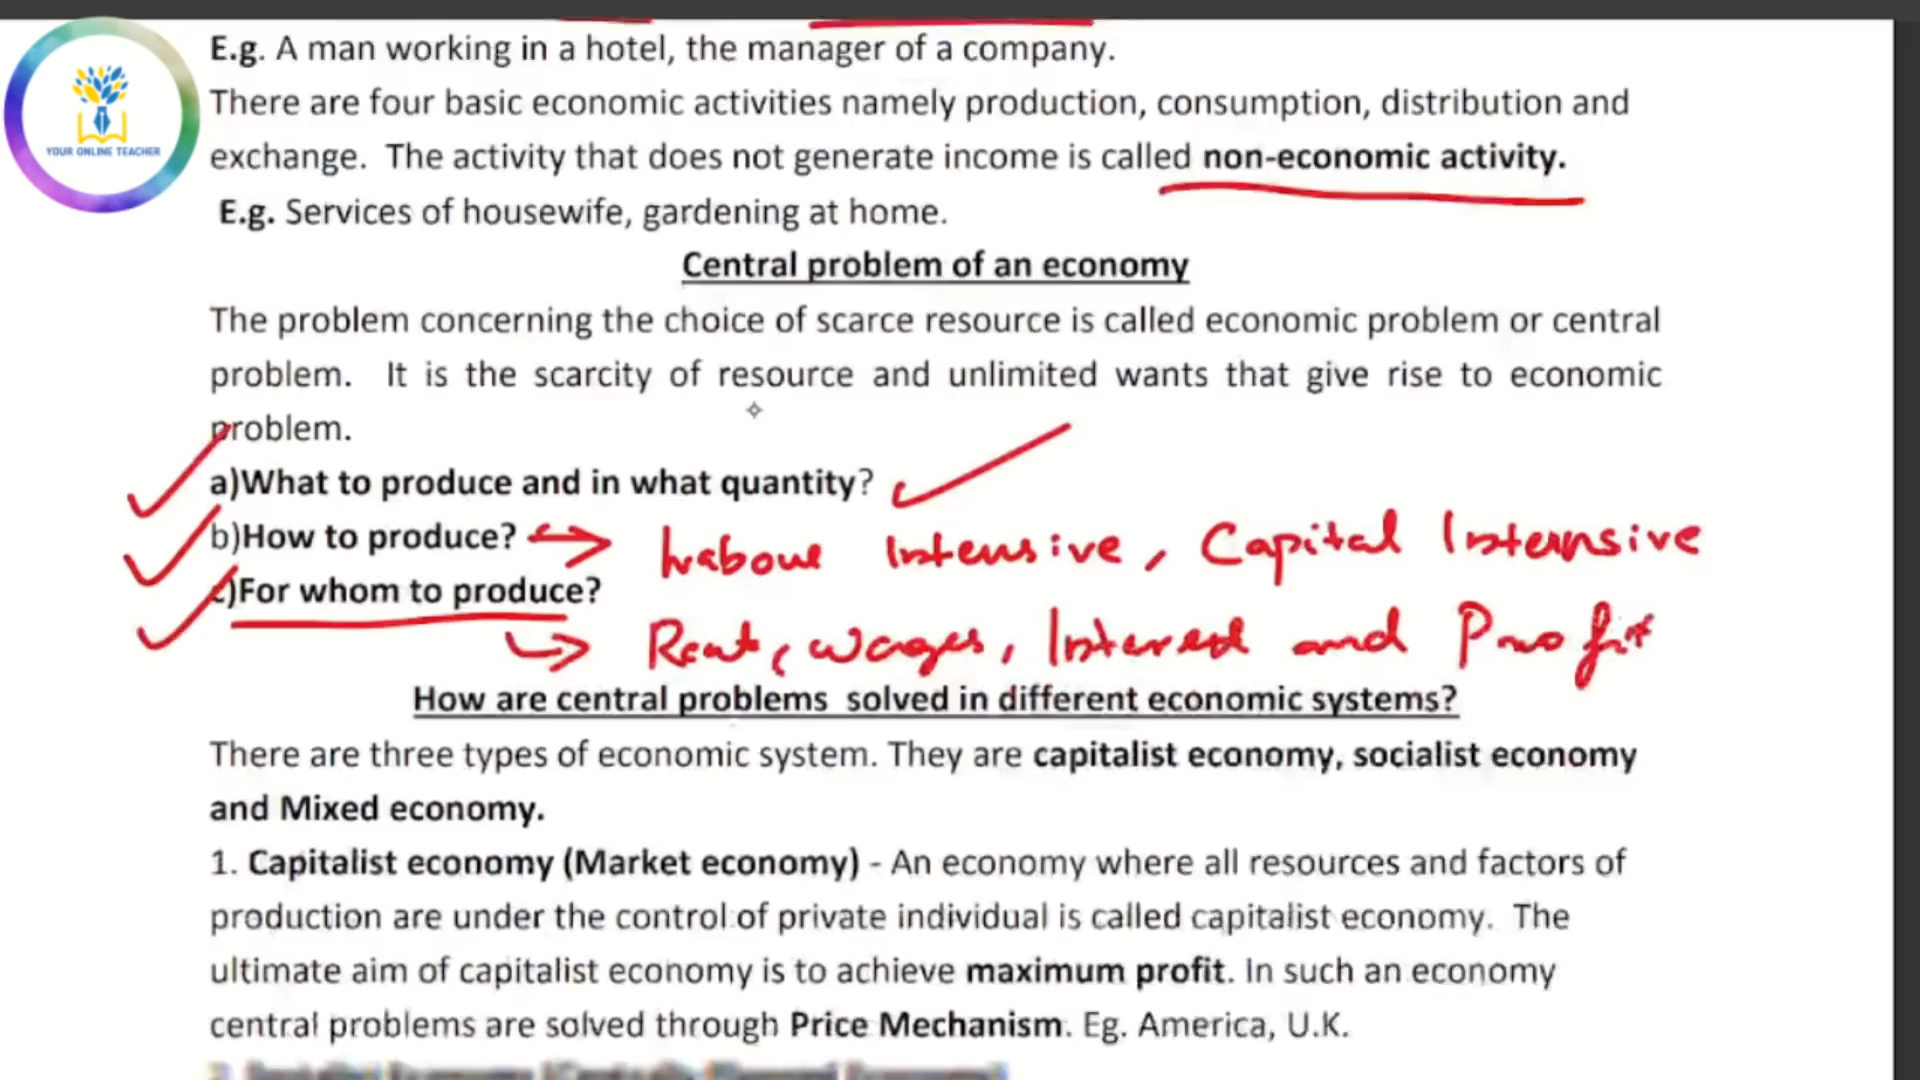 E.g. A man working in a hotel, the manager of a company.
There are four basic economic activities namely production, consumption, distribution and
YOUR ONLINE TEACHER
exchange. The activity that does not generate income is called non-economic activity.
E.g. Services of housewife, gardening at home.
Central problem of an economy
The problem concerning the choice of scarce resource is called economic problem or central
problem. It is the scarcity of resource and unlimited wants that give rise to economic
problem.
a)What to produce and in what quantity?
b)How to produce? Labour Intensive, Capital Intensive
c)For whom to produce?
Rent, wages, Interest and Profit
How are central problems solved in different economic systems?
There are three types of economic system. They are capitalist economy, socialist economy
and Mixed economy.
1. Capitalist economy (Market economy) - An economy where all resources and factors of
production are under the control of private individual is called capitalist economy. The
ultimate aim of capitalist economy is to achieve maximum profit. In such an economy
central problems are solved through Price Mechanism. Eg. America, U.K.